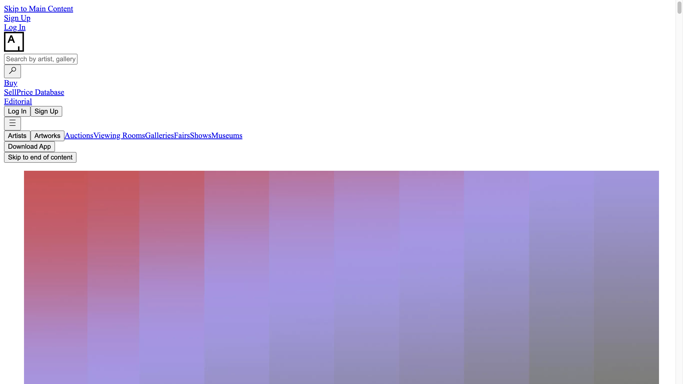 Skip to Main Content
Sign Up
Log In
A
Search by artist, gallery
Buy
SellPrice Database
Editorial
Log In Sign Up
Artists Artworks AuctionsViewing RoomsGalleriesFairsShowsMuseums
Download App
Skip to end of content